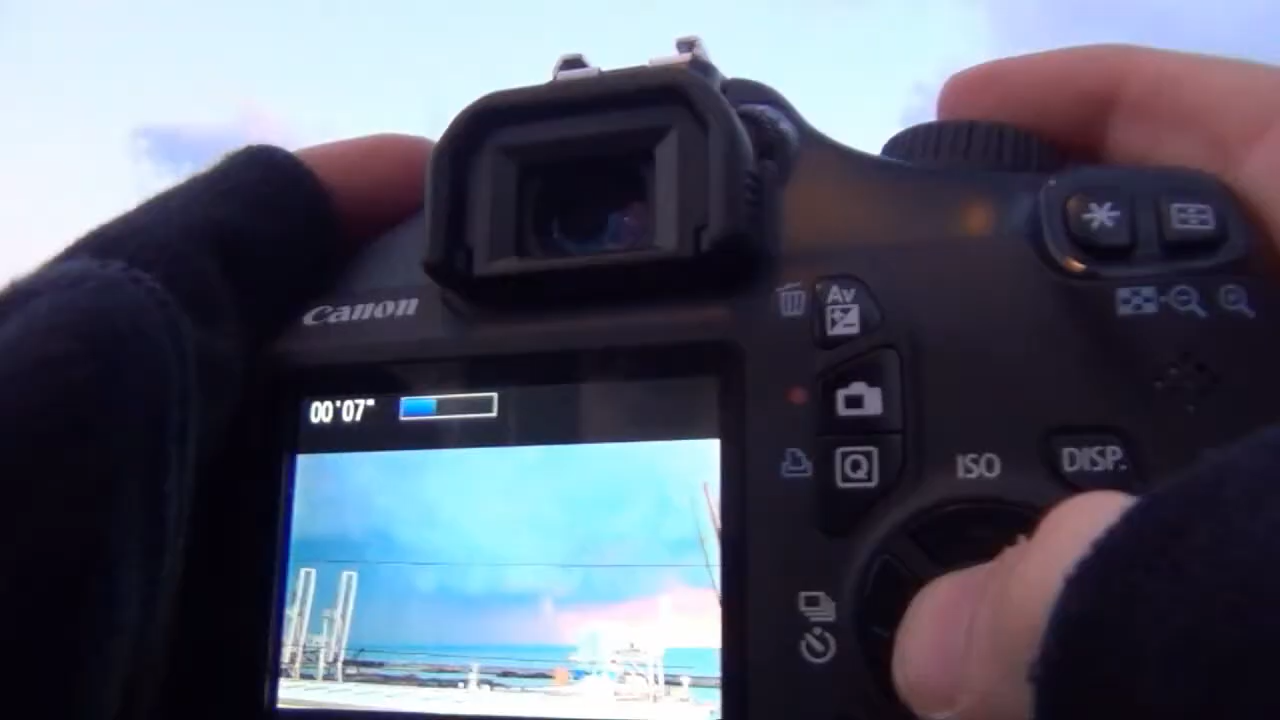 Canon
Av
00'07"
Q
ISO
DISP.